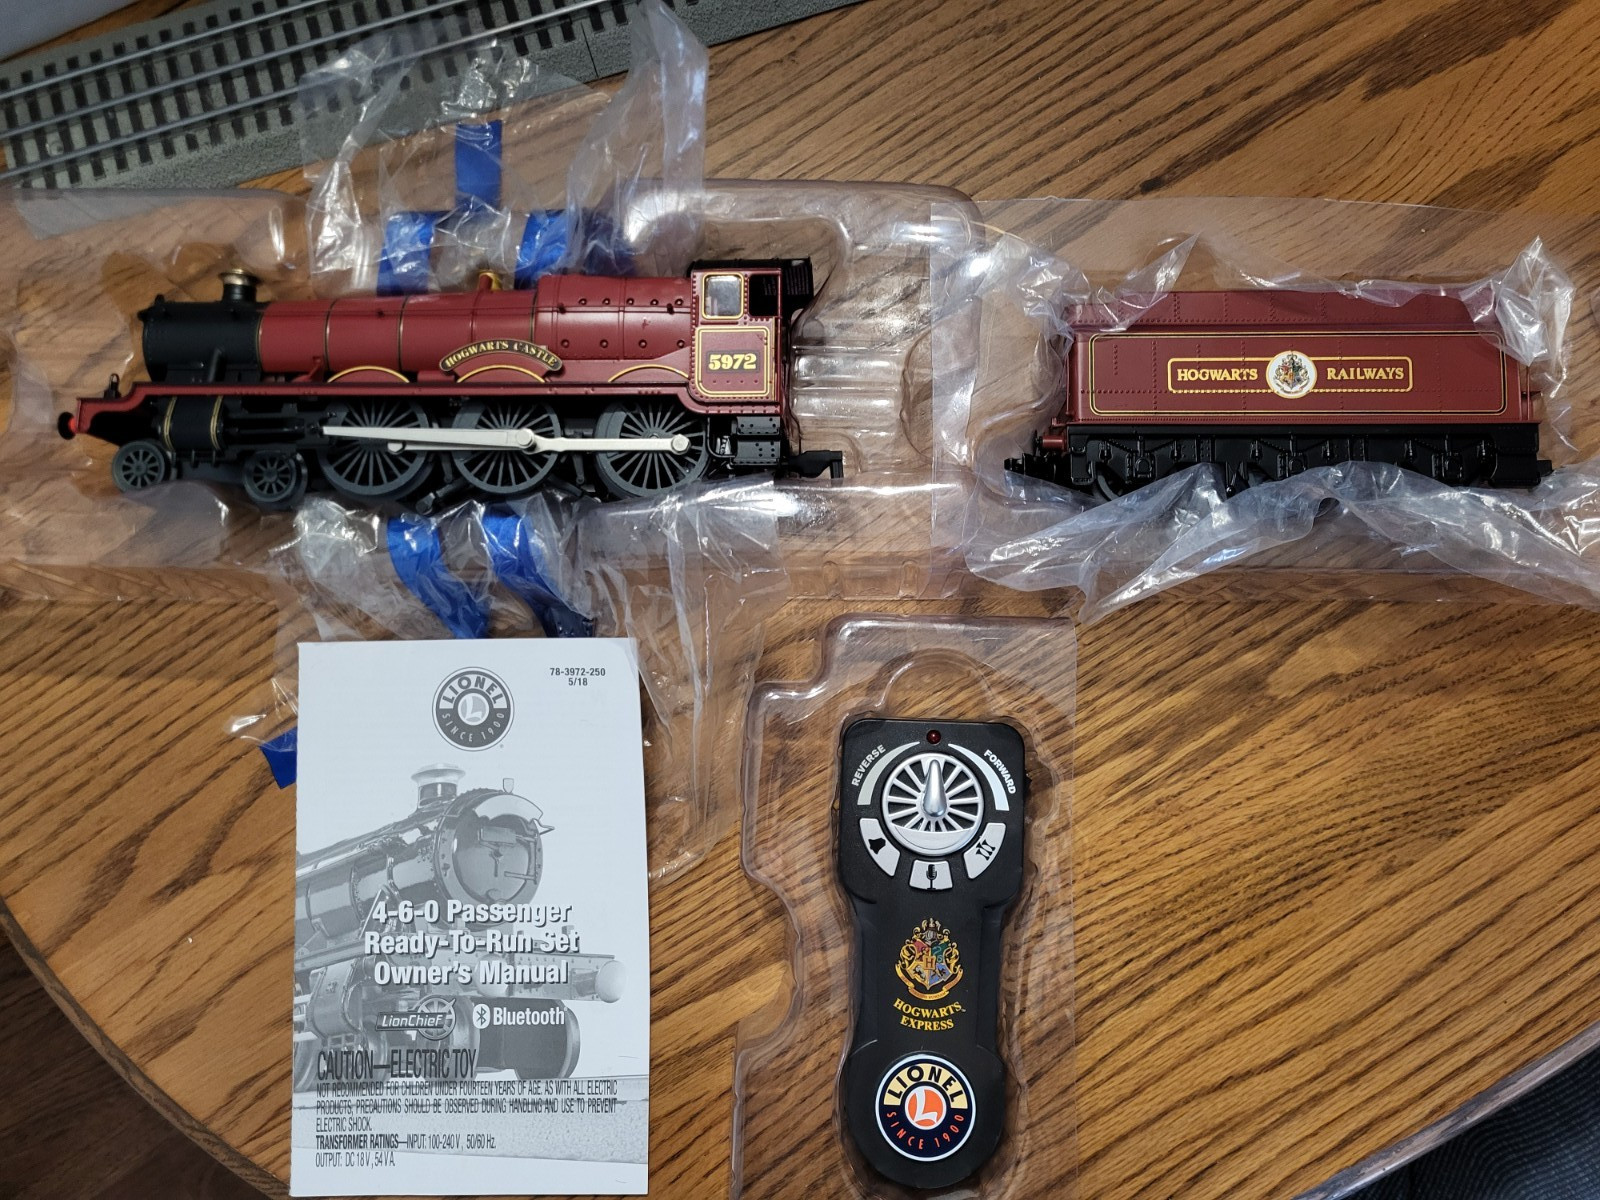 HOGWARTS CASTLE
5972
HOGWARTS RAILWAYS
78-3972-250
5/18
LIONEL
L
SINCE 1900
4-6-0 Passenger
Ready-To-Run Set
Owner's Manual
LionChief
Bluetooth®
CAUTION—ELECTRIC TOY
NOT RECOMMENDED FOR CHILDREN UNDER FOURTEEN YEARS OF AGE. AS WITH ALL ELECTRIC
PRODUCTS, PRECAUTIONS SHOULD BE OBSERVED DURING HANDLING AND USE TO PREVENT
ELECTRIC SHOCK.
TRANSFORMER RATINGS—INPUT: 100-240 V, 50/60 Hz.
OUTPUT: DC 18 V, 54 V A.
REVERSE
FORWARD
H
HOGWARTS
EXPRESS™
LIONEL
L
SINCE 1900